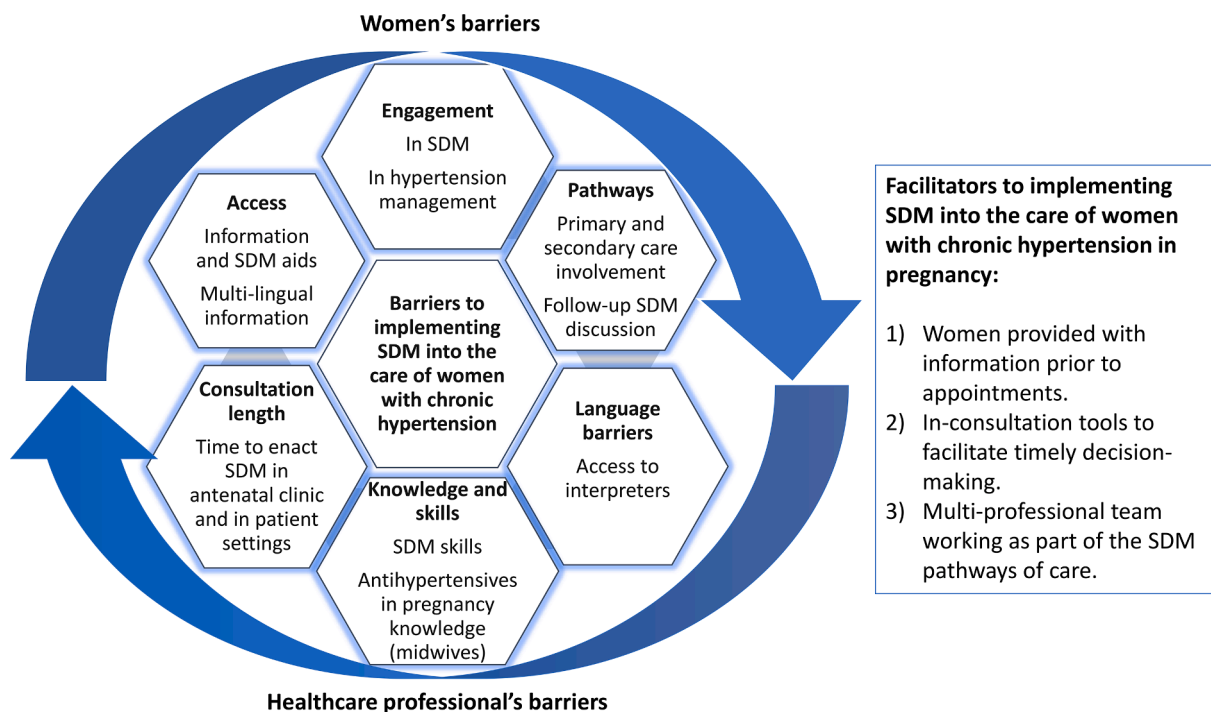 Women's barriers
Engagement
In SDM
In hypertension
management
Access
Information
and SDM aids
Multi-lingual
information
Pathways
Primary and
secondary care
involvement
Follow-up SDM
discussion
Barriers to
implementing
SDM into the
care of women
with chronic
hypertension
Consultation
length
Time to enact
SDM in
antenatal clinic
and in patient
settings
Language
barriers
Access to
interpreters
Knowledge and
skills
SDM skills
Antihypertensives
in pregnancy
knowledge
(midwives)
Healthcare professional's barriers
Facilitators to implementing
SDM into the care of women
with chronic hypertension in
pregnancy:
1) Women provided with
information prior to
appointments.
2) In-consultation tools to
facilitate timely decision-
making.
3) Multi-professional team
working as part of the SDM
pathways of care.